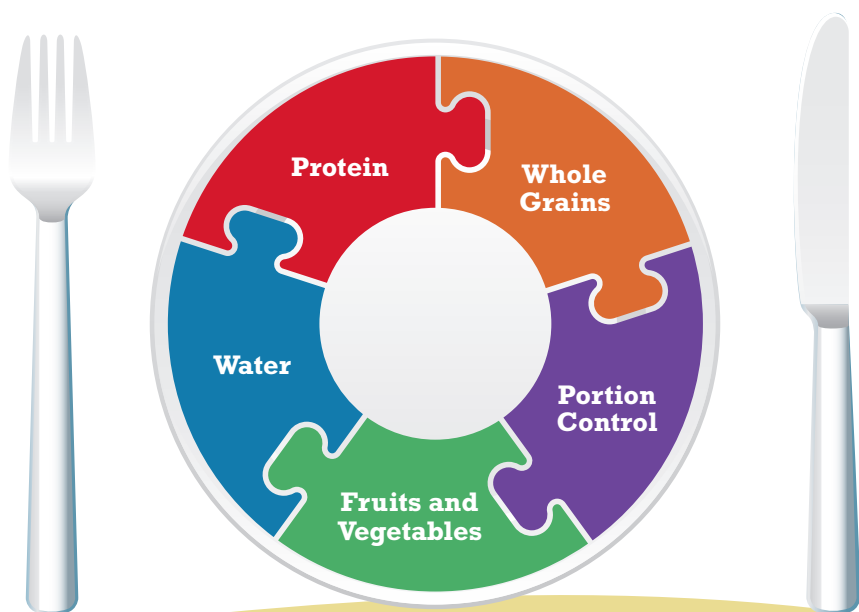 Protein
Whole
Grains
Water
Portion
Control
Fruits and
Vegetables